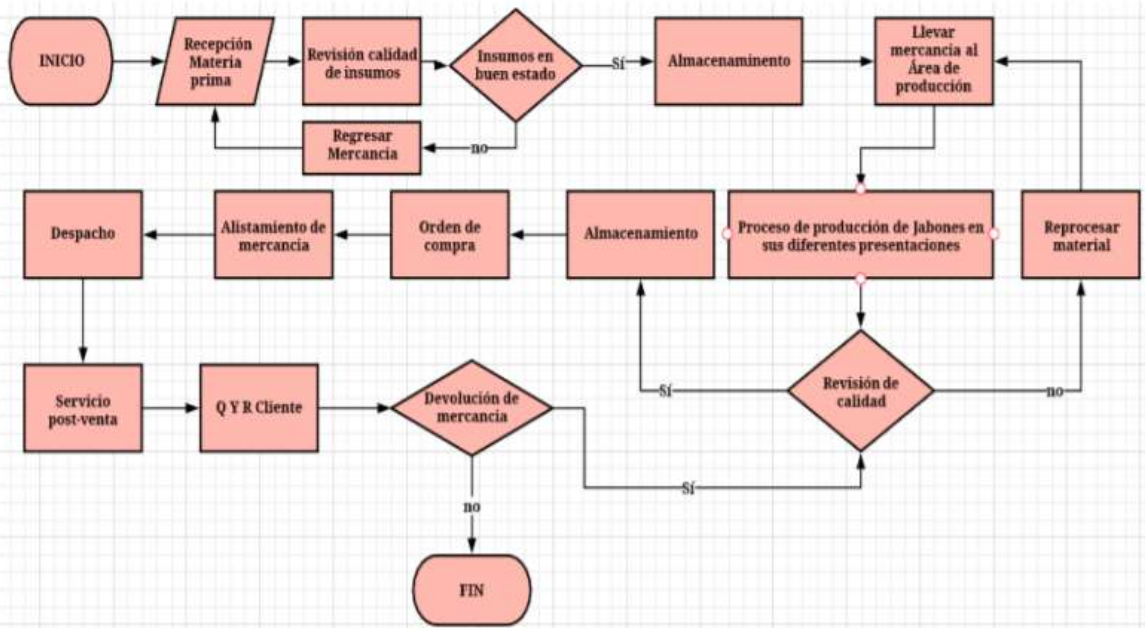 INICIO
Recepción
Materia
prima
Revisión calidad
de insumos
Insumos en
buen estado
Sí
Almacenaminento
Llevar
mercancía al
Área de
producción
Regresar
Mercancía
no
Despacho
Alistamiento de
mercancía
Orden de
compra
Almacenamiento
Proceso de producción de Jabones en
sus diferentes presentaciones
Reprocesar
material
Sí
Revisión de
calidad
no
Servicio
post-venta
Q Y R Cliente
Devolución de
mercancía
Sí
no
FIN